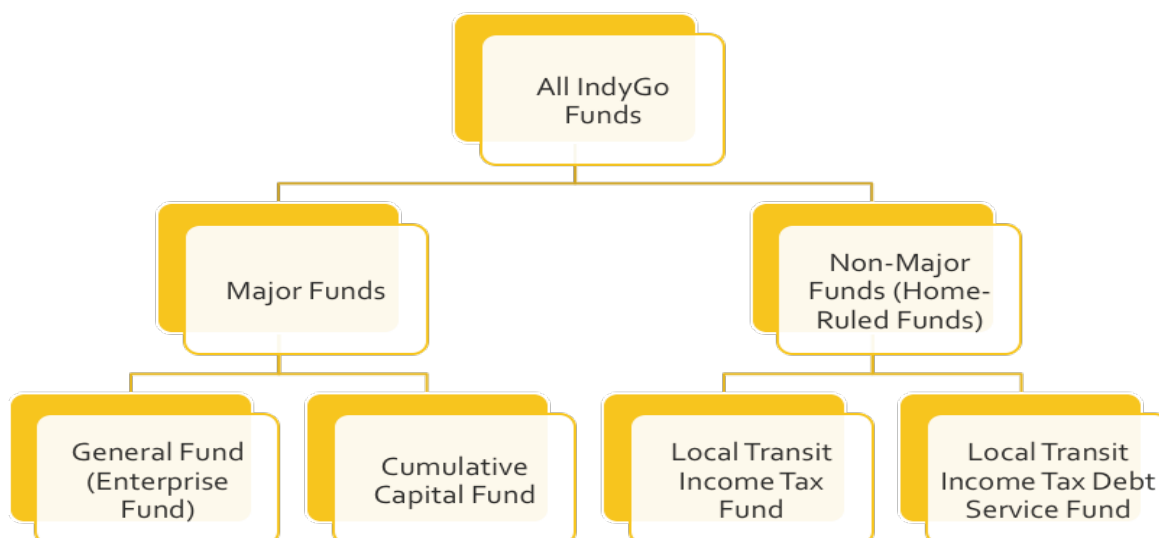 All IndyGo
Funds
Major Funds
Non-Major
Funds (Home-
Ruled Funds)
General Fund
(Enterprise
Fund)
Cumulative
Capital Fund
Local Transit
Income Tax
Fund
Local Transit
Income Tax Debt
Service Fund